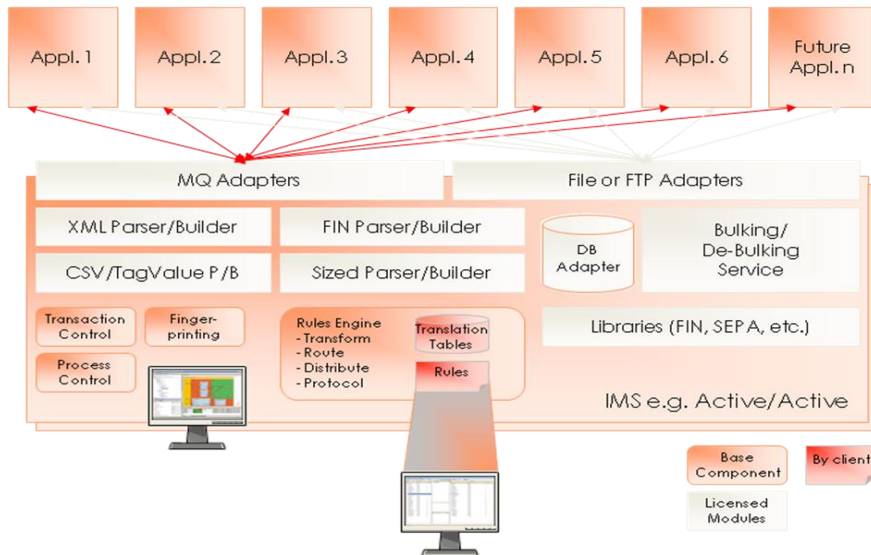 Appl.1
Appl.2
Appl.3
Appl.4
Appl.5
Appl.6
Future
Appl.n
MQ Adapters
File or FTP Adapters
XML Parser/Builder
FIN Parser/Builder
DB
Adapter
Bulking/
De-Bulking
Service
CSV/TagValue P/B
Sized Parser/Builder
Libraries (FIN, SEPA, etc.)
Transaction
Control
Finger-
printing
Process
Control
Rules Engine
- Transform
- Route
- Distribute
- Protocol
Translation
Tables
Rules
IMS e.g. Active/Active
Base
Component
By client
Licensed
Modules